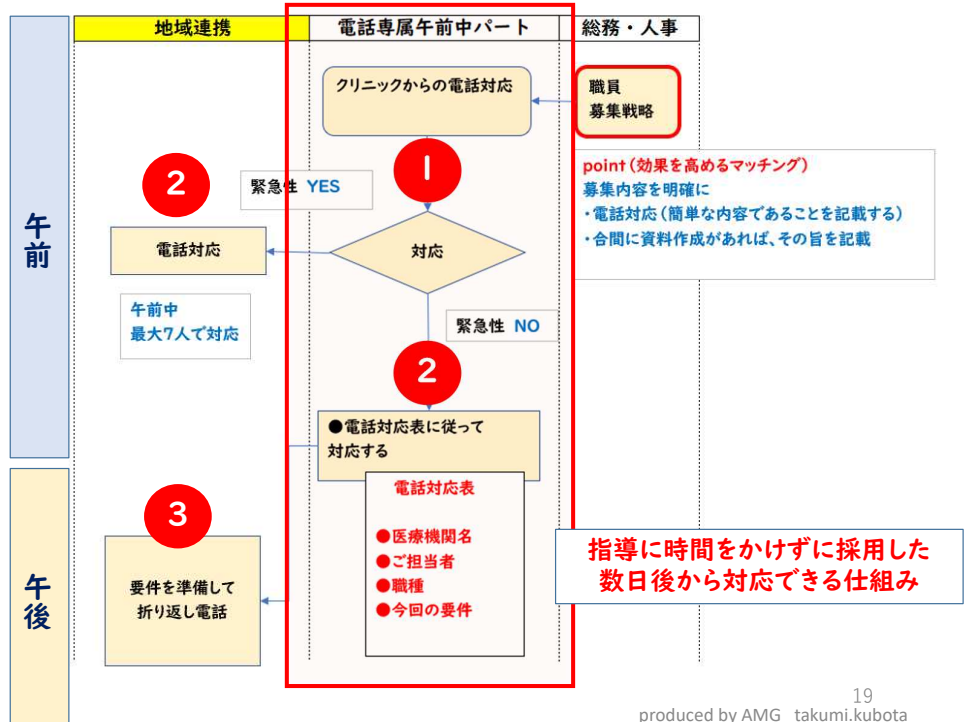 地域連携
電話専属午前中パート
総務・人事
午前
クリニックからの電話対応
職員
募集戦略
point(効果を高めるマッチング)
募集内容を明確に
・電話対応(簡単な内容であることを記載する)
・合間に資料作成があれば、その旨を記載
1
2
緊急性 YES
電話対応
対応
午前中
最大7人で対応
緊急性 NO
2
●電話対応表に従って
対応する
午後
電話対応表
●医療機関名
●ご担当者
●職種
●今回の要件
3
要件を準備して
折り返し電話
指導に時間をかけずに採用した
数日後から対応できる仕組み
19
produced by AMG takumi.kubota